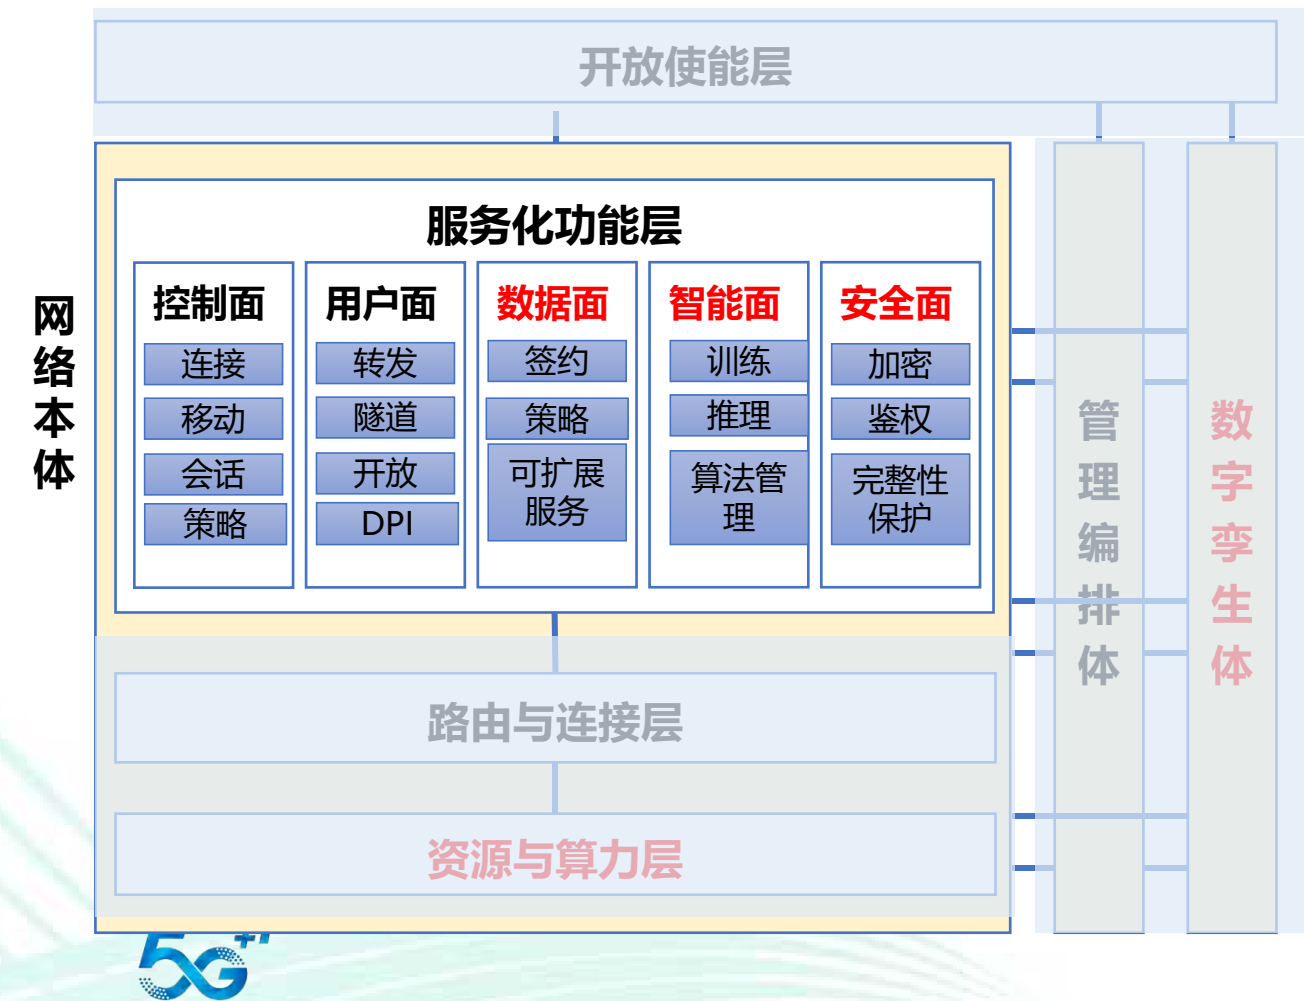 开放使能层
网络本体
服务化功能层
控制面
连接
移动
会话
策略
用户面
转发
隧道
开放
DPI
数据面
签约
策略
可扩展
服务
智能面
训练
推理
算法管
理
安全面
加密
鉴权
完整性
保护
路由与连接层
资源与算力层
管理编排体
数字孪生体
5G